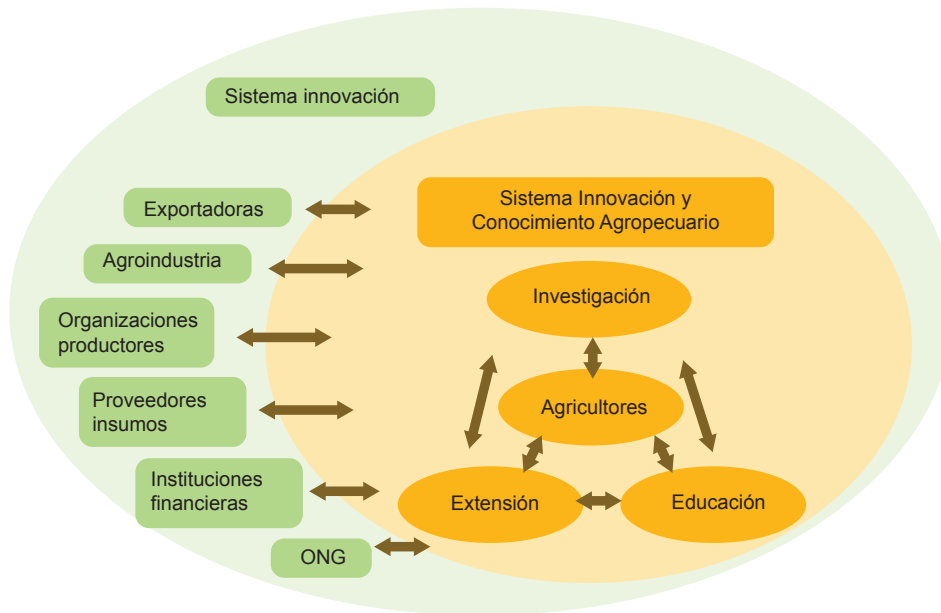 Sistema innovación
Exportadoras
Sistema Innovación y
Conocimiento Agropecuario
Agroindustria
Investigación
Organizaciones
productores
Agricultores
Proveedores
insumos
Instituciones
financieras
Extensión
Educación
ONG